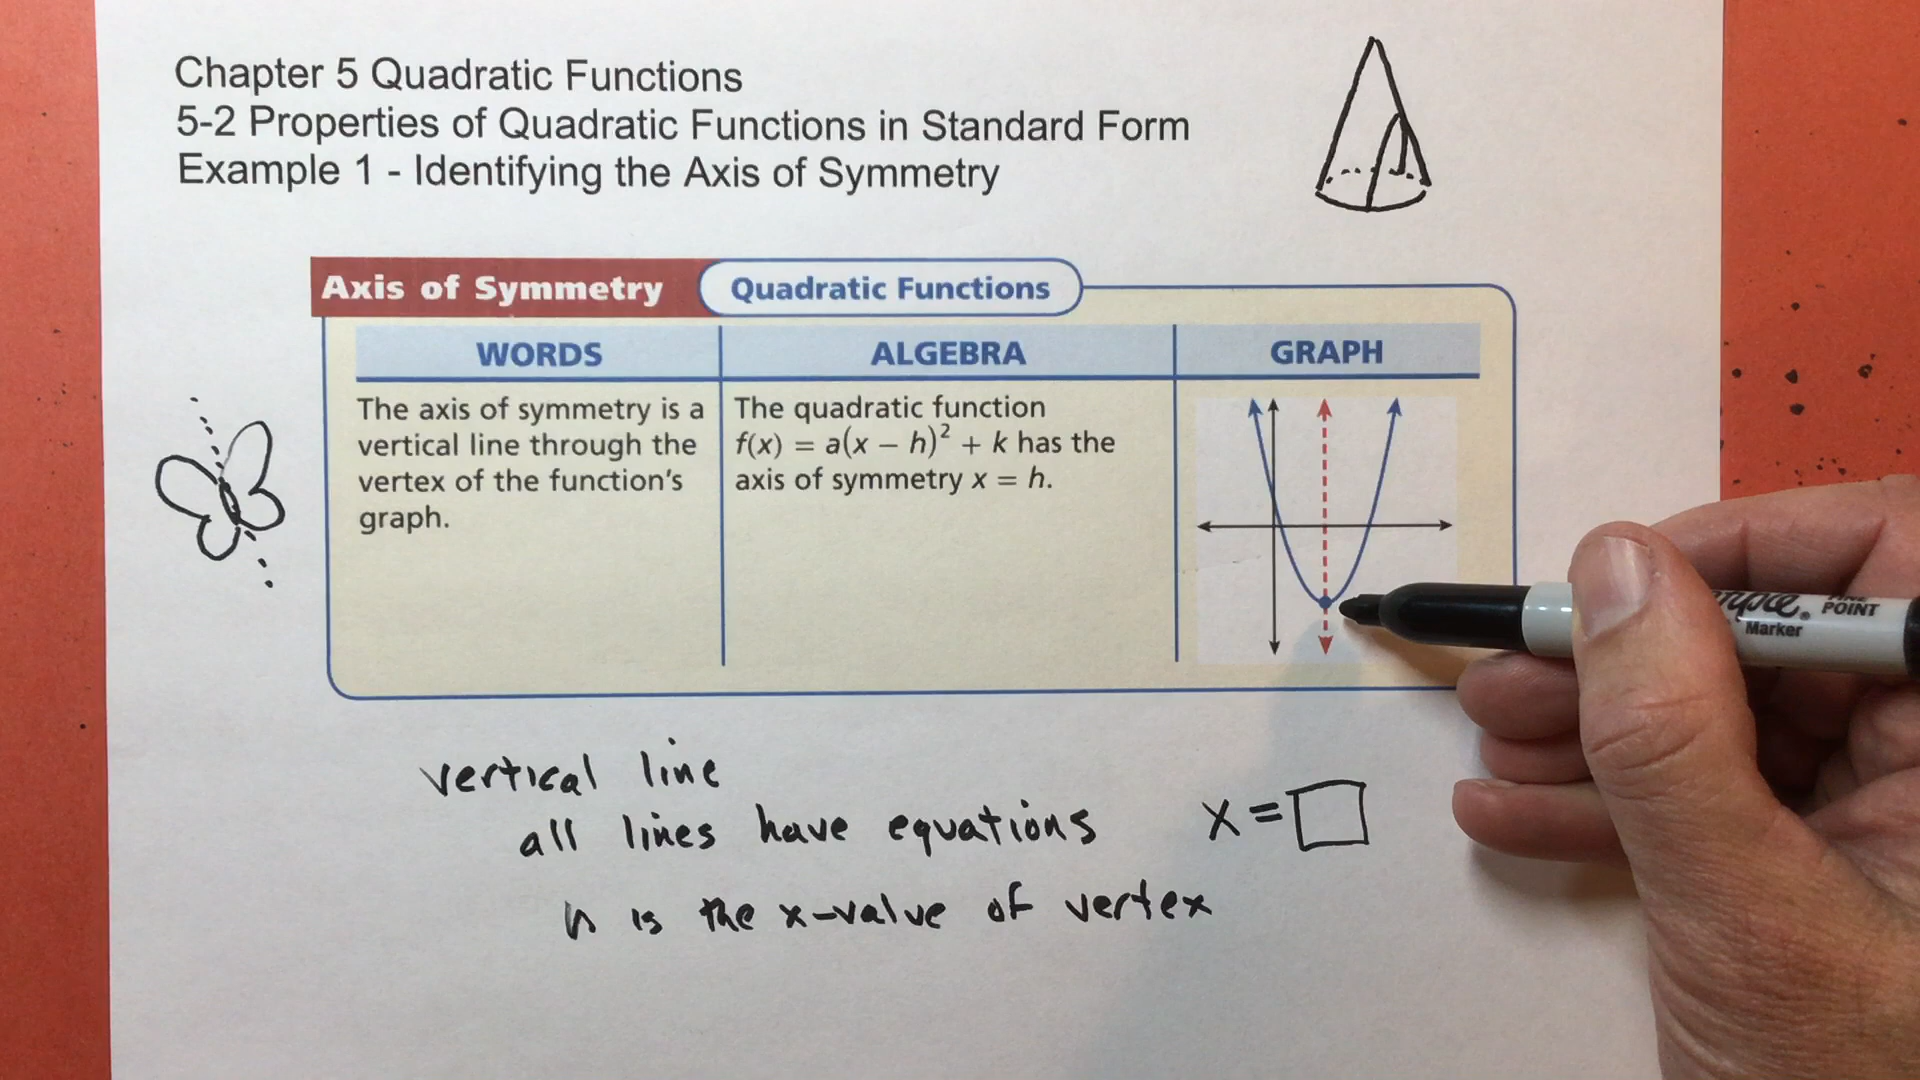 Chapter 5 Quadratic Functions
5-2 Properties of Quadratic Functions in Standard Form
Example 1 - Identifying the Axis of Symmetry
Axis of Symmetry
Quadratic Functions
WORDS
ALGEBRA
GRAPH
The axis of symmetry is a
vertical line through the
vertex of the function's
graph.
The quadratic function
f(x) = a(x – h)² + k has the
axis of symmetry x = h.
POINT
Marker
vertical line
all lines have equations x = □
h is the x-value of vertex